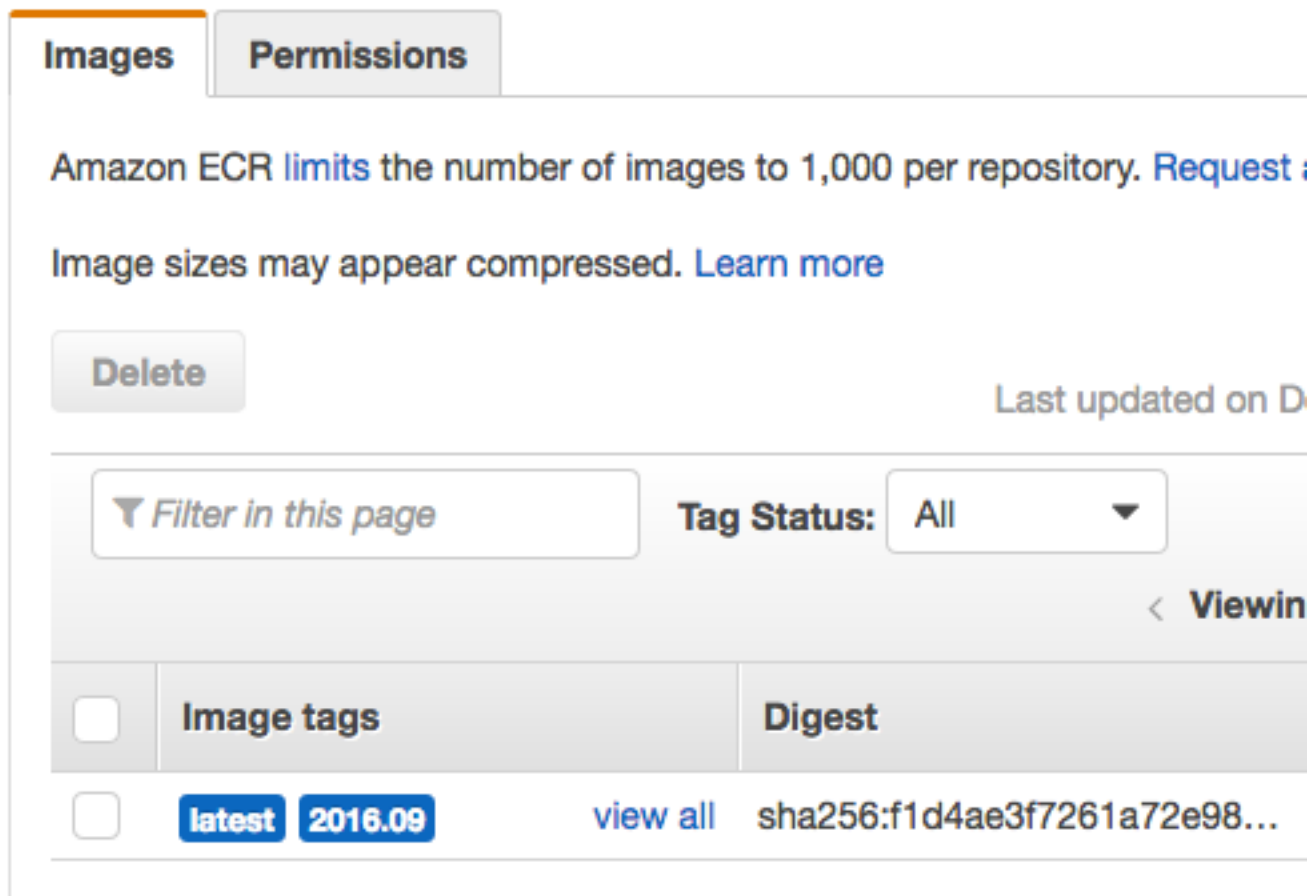 Images Permissions
Amazon ECR limits the number of images to 1,000 per repository. Request
Image sizes may appear compressed. Learn more
Delete
Last updated on
Filter in this page Tag Status: All
< Viewin
Image tags Digest
latest 2016.09 view all sha256:f1d4ae3f7261a72e98...